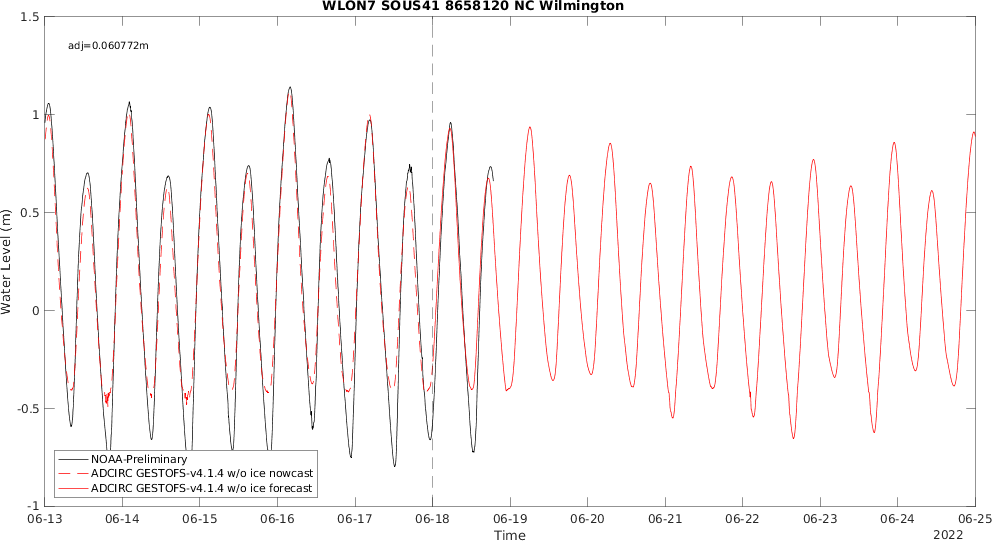 WLON7 SOUS41 8658120 NC Wilmington
adj=0.060772m
1.5
1
0.5
0
-0.5
-1
Water Level (m)
NOAA-Preliminary
ADCIRC GESTOFS-v4.1.4 w/o ice nowcast
ADCIRC GESTOFS-v4.1.4 w/o ice forecast
06-13 06-14 06-15 06-16 06-17 06-18 06-19 06-20 06-21 06-22 06-23 06-24 06-25
Time
2022